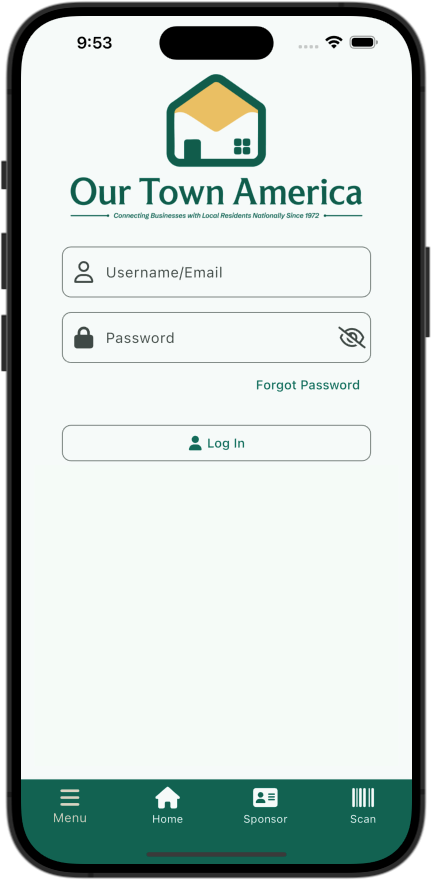 9:53
Our Town America
Connecting Businesses with Local Residents Nationally Since 1972
Username/Email
Password
Forgot Password
Log In
Menu
Home
Sponsor
Scan